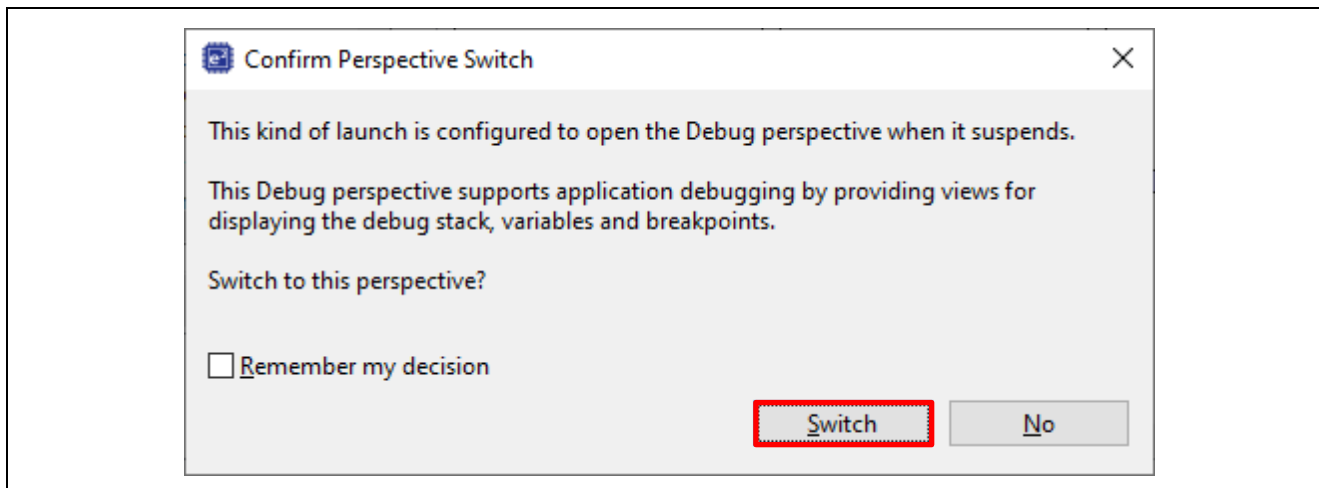 Confirm Perspective Switch
This kind of launch is configured to open the Debug perspective when it suspends.
This Debug perspective supports application debugging by providing views for
displaying the debug stack, variables and breakpoints.
Switch to this perspective?
Remember my decision
Switch No